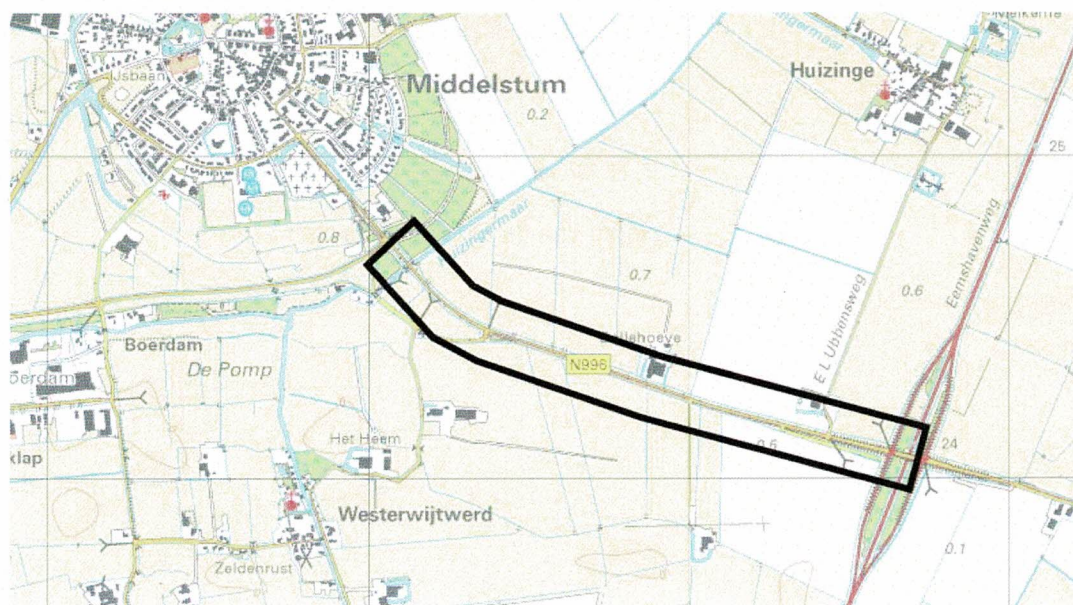 IJsbaan
Middelstum
Huizinge
0.2
25
0.8
0.7
E L Ubbensweg
0.6
Eemshavenweg
Boerdam
De Pomp
N996
0.5
24
klap
Het Heem
Westerwijtwerd
Zeldenrust
0.1